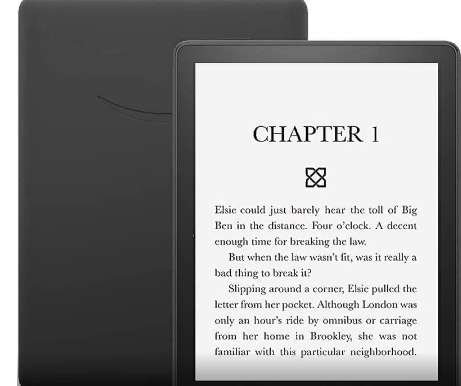 CHAPTER 1
Elsie could just barely hear the toll of Big
Ben in the distance. Four o'clock. A decent
enough time for breaking the law.
But when the law wasn't fit, was it really a
bad thing to break it?
Slipping around a corner, Elsie pulled the
letter from her pocket. Although London was
only an hour's ride by omnibus or carriage
from her home in Brookley, she was not
familiar with this particular neighborhood.